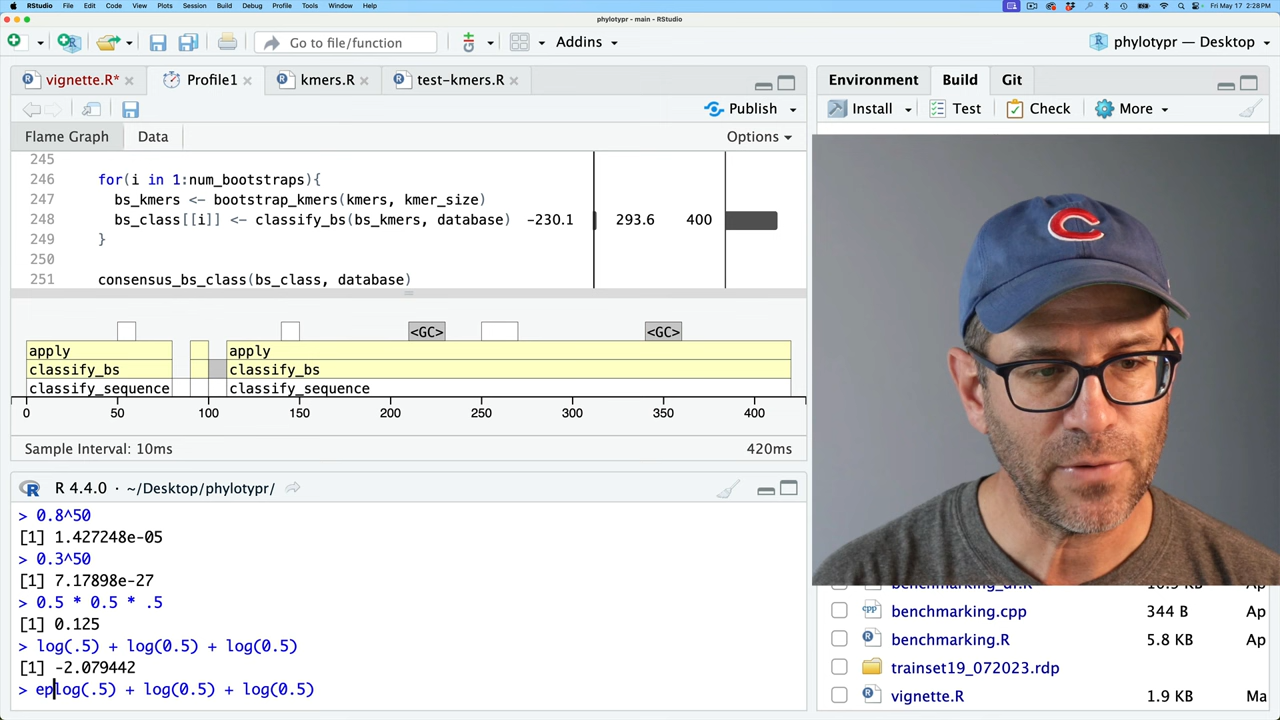 RStudio File Edit Code View Plots Session Build Debug Profile Tools Window Help Fri May 17 2:28PM
phylotypr - main - RStudio
Go to file/function Addins phylotypr — Desktop
vignette.R* Profile1 kmers.R test-kmers.R Environment Build Git
Publish Install Test Check More
Flame Graph Data Options
245
246 for(i in 1:num_bootstraps){
247 bs_kmers <- bootstrap_kmers(kmers, kmer_size)
248 bs_class[[i]] <- classify_bs(bs_kmers, database) -230.1 293.6 400
249 }
250
251 consensus_bs_class(bs_class, database)
<GC> <GC>
apply apply
classify_bs classify_bs
classify_sequence classify_sequence
0 50 100 150 200 250 300 350 400
Sample Interval: 10ms 420ms
R 4.4.0 · ~/Desktop/phylotypr/
> 0.8^50
[1] 1.427248e-05
> 0.3^50
[1] 7.17898e-27
> 0.5 * 0.5 * .5
[1] 0.125
> log(.5) + log(0.5) + log(0.5)
[1] -2.079442
> eplog(.5) + log(0.5) + log(0.5)
C
benchmarking.cpp 344 B Ap
benchmarking.R 5.8 KB Ap
trainset19_072023.rdp
vignette.R 1.9 KB Ma